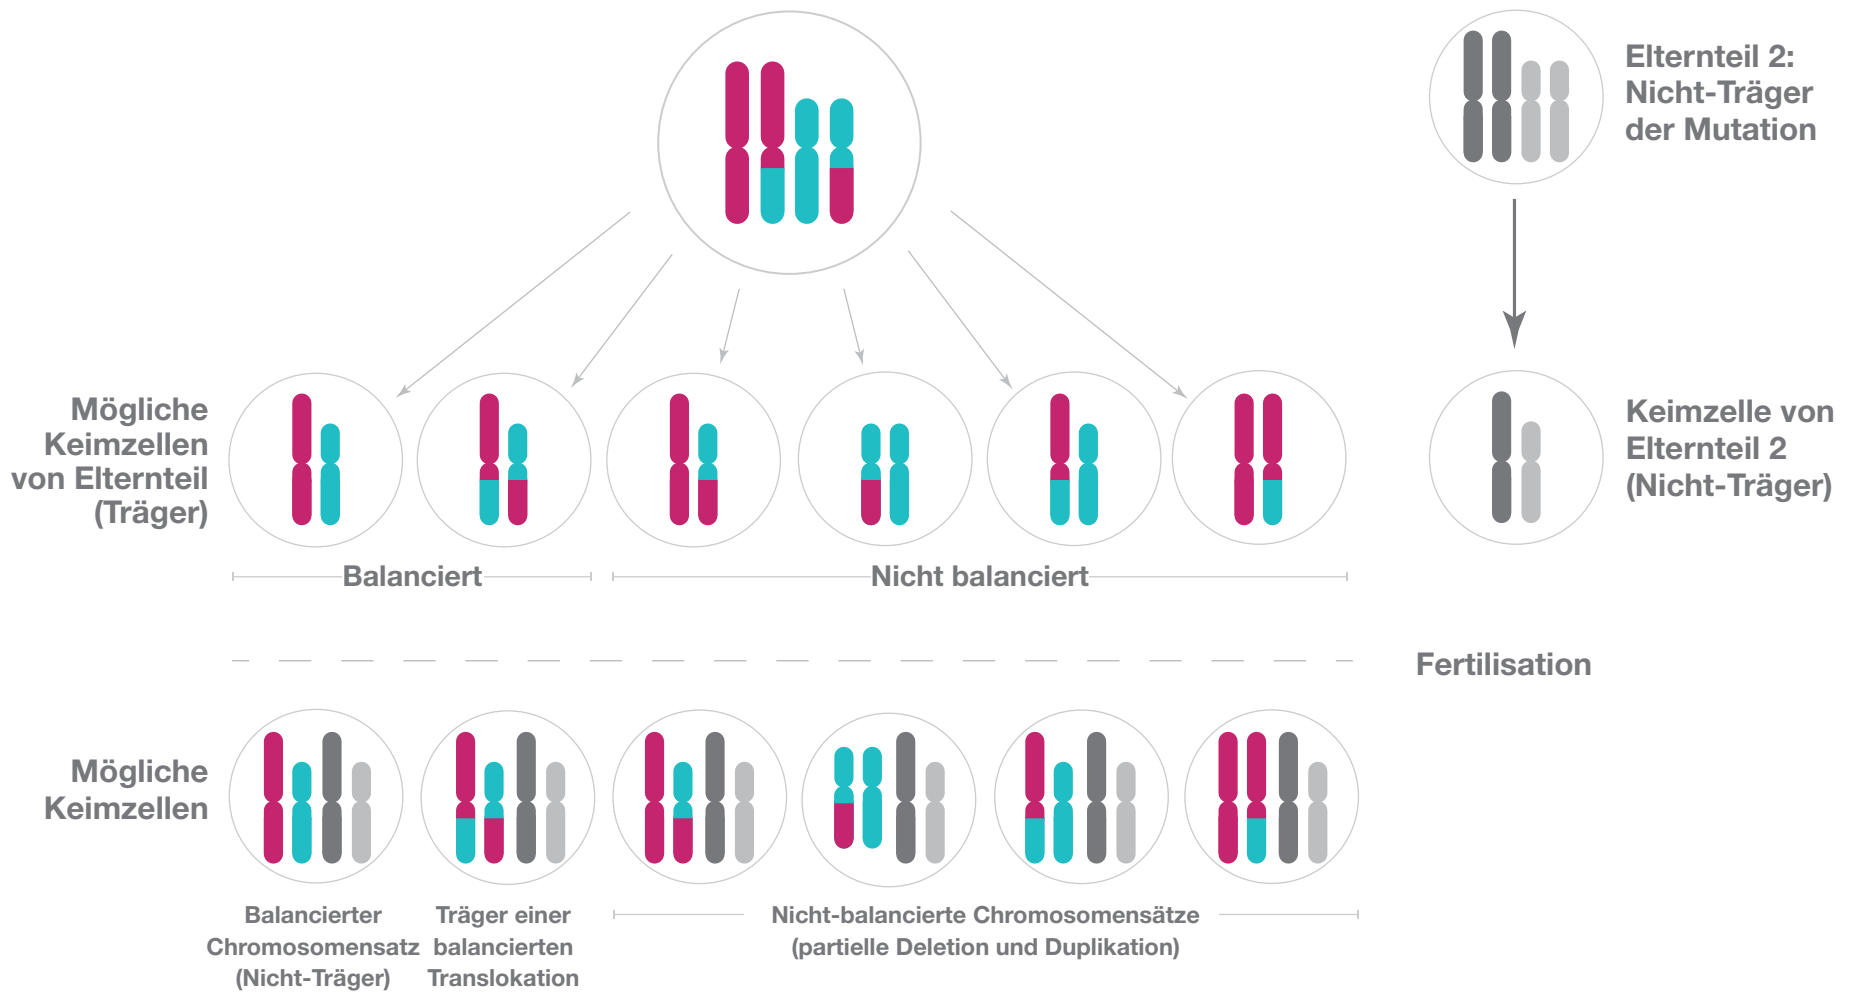 Elternteil 2:
Nicht-Träger
der Mutation
Mögliche
Keimzellen
von Elternteil
(Träger)
Keimzelle von
Elternteil 2
(Nicht-Träger)
Balanciert
Nicht balanciert
Fertilisation
Mögliche
Keimzellen
Balancierter
Chromosomensatz
(Nicht-Träger)
Träger einer
balancierten
Translokation
Nicht-balancierte Chromosomensätze
(partielle Deletion und Duplikation)